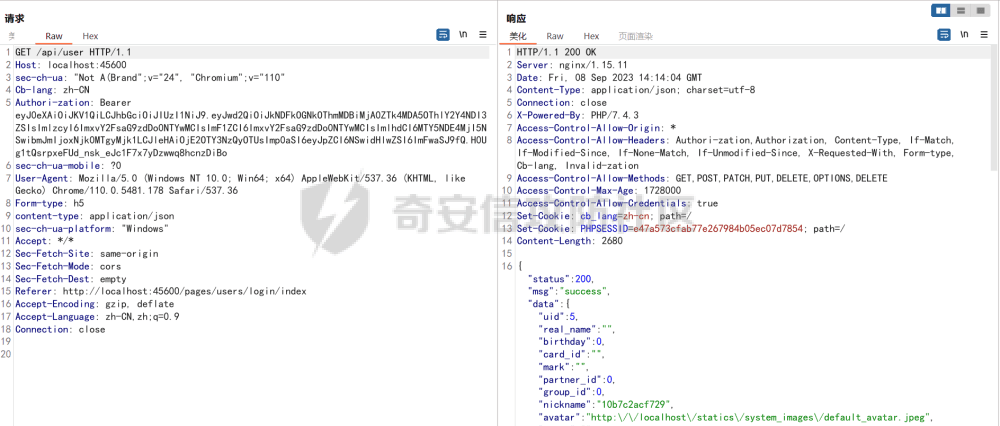 请求
Raw Hex
\n
1 GET /api/user HTTP/1.1
2 Host: localhost:45600
3 sec-ch-ua: "Not A(Brand";v="24", "Chromium";v="110"
4 Cb-lang: zh-CN
5 Authori-zation: Bearer
6 sec-ch-ua-mobile: ?0
7 User-Agent: Mozilla/5.0 (Windows NT 10.0; Win64; x64) AppleWebKit/537.36 (KHTML, like
Gecko) Chrome/110.0.5481.178 Safari/537.36
8 Form-type: h5
9 content-type: application/json
10 sec-ch-ua-platform: "Windows"
11 Accept: */*
12 Sec-Fetch-Site: same-origin
13 Sec-Fetch-Mode: cors
14 Sec-Fetch-Dest: empty
15 Referer: http://localhost:45600/pages/users/login/index
16 Accept-Encoding: gzip, deflate
17 Accept-Language: zh-CN,zh;q=0.9
18 Connection: close
19
20
响应
美化 Raw Hex 页面渲染
\n
1 HTTP/1.1 200 OK
2 Server: nginx/1.15.11
3 Date: Fri, 08 Sep 2023 14:14:04 GMT
4 Content-Type: application/json; charset=utf-8
5 Connection: close
6 X-Powered-By: PHP/7.4.3
7 Access-Control-Allow-Origin: *
8 Access-Control-Allow-Headers: Authori-zation,Authorization, Content-Type, If-Match,
If-Modified-Since, If-None-Match, If-Unmodified-Since, X-Requested-With, Form-type,
Cb-lang, Invalid-zation
9 Access-Control-Allow-Methods: GET,POST,PATCH,PUT,DELETE,OPTIONS,DELETE
10 Access-Control-Max-Age: 1728000
11 Access-Control-Allow-Credentials: true
12 Set-Cookie: cb_lang=zh-cn; path=/
13 Set-Cookie: PHPSESSID=e47a573cfab77e267984b05ec07d7854; path=/
14 Content-Length: 2680
15
16 {
"status":200,
"msg":"success",
"data":{
"uid":5,
"real_name":"",
"birthday":0,
"card_id":"",
"mark":"",
"partner_id":0,
"group_id":0,
"nickname":"10b7c2acf729",
"avatar":"http:\/\/localhost\/statics\/system_images\/default_avatar.jpeg",